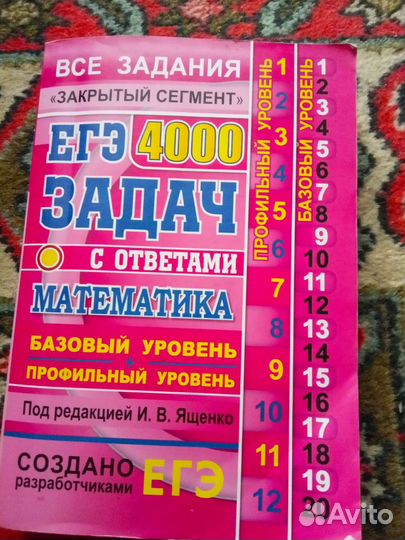 ВСЕ ЗАДАНИЯ
«ЗАКРЫТЫЙ СЕГМЕНТ»
ЕГЭ 4000
ЗАДАЧ
С ОТВЕТАМИ
МАТЕМАТИКА
БАЗОВЫЙ УРОВЕНЬ
ПРОФИЛЬНЫЙ УРОВЕНЬ
Под редакцией И. В. Ященко
СОЗДАНО
разработчиками ЕГЭ
ПРОФИЛЬНЫЙ УРОВЕНЬ
1
2
3
4
5
6
7
8
9
10
11
12
БАЗОВЫЙ УРОВЕНЬ
1
2
3
4
5
6
7
8
9
10
11
12
13
14
15
16
17
18
19
20
Avito